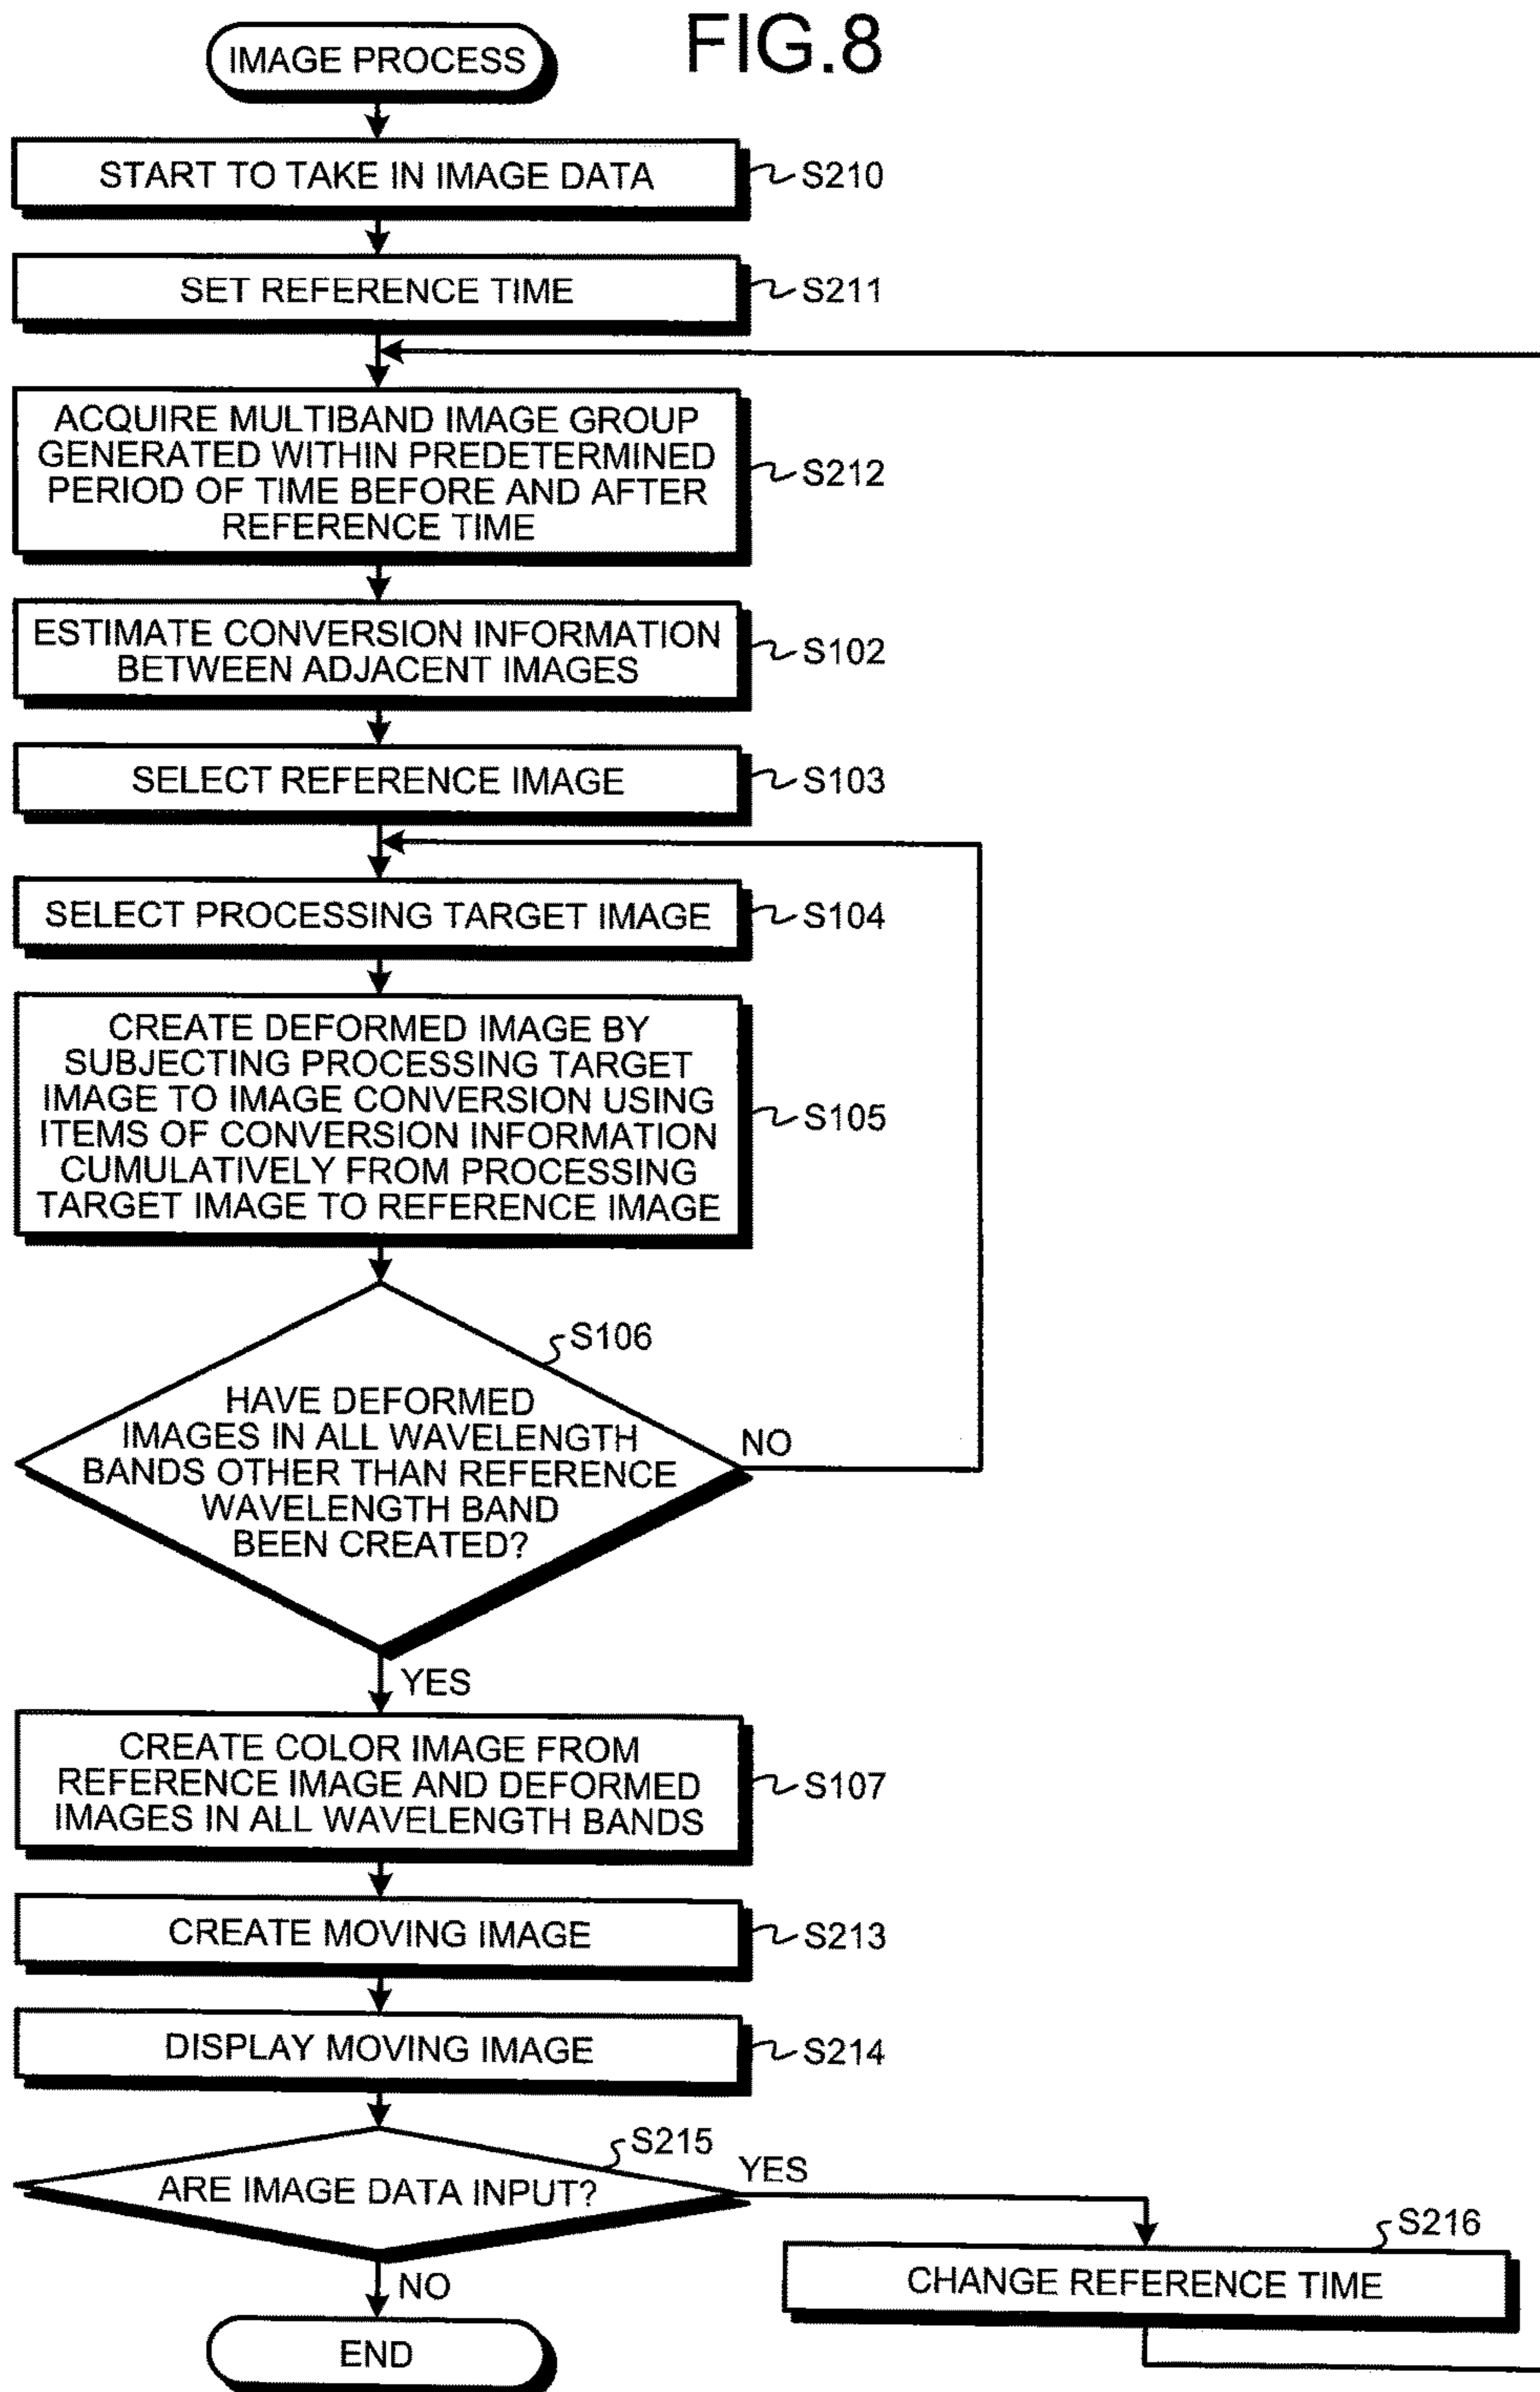 FIG.8
IMAGE PROCESS
START TO TAKE IN IMAGE DATA
S210
SET REFERENCE TIME
S211
ACQUIRE MULTIBAND IMAGE GROUP
GENERATED WITHIN PREDETERMINED
PERIOD OF TIME BEFORE AND AFTER
REFERENCE TIME
S212
ESTIMATE CONVERSION INFORMATION
BETWEEN ADJACENT IMAGES
S102
SELECT REFERENCE IMAGE
S103
SELECT PROCESSING TARGET IMAGE
S104
CREATE DEFORMED IMAGE BY
SUBJECTING PROCESSING TARGET
IMAGE TO IMAGE CONVERSION USING
ITEMS OF CONVERSION INFORMATION
CUMULATIVELY FROM PROCESSING
TARGET IMAGE TO REFERENCE IMAGE
S105
S106
HAVE DEFORMED
IMAGES IN ALL WAVELENGTH
BANDS OTHER THAN REFERENCE
WAVELENGTH BAND
BEEN CREATED?
NO
YES
CREATE COLOR IMAGE FROM
REFERENCE IMAGE AND DEFORMED
IMAGES IN ALL WAVELENGTH BANDS
S107
CREATE MOVING IMAGE
S213
DISPLAY MOVING IMAGE
S214
S215
ARE IMAGE DATA INPUT?
YES
S216
CHANGE REFERENCE TIME
NO
END